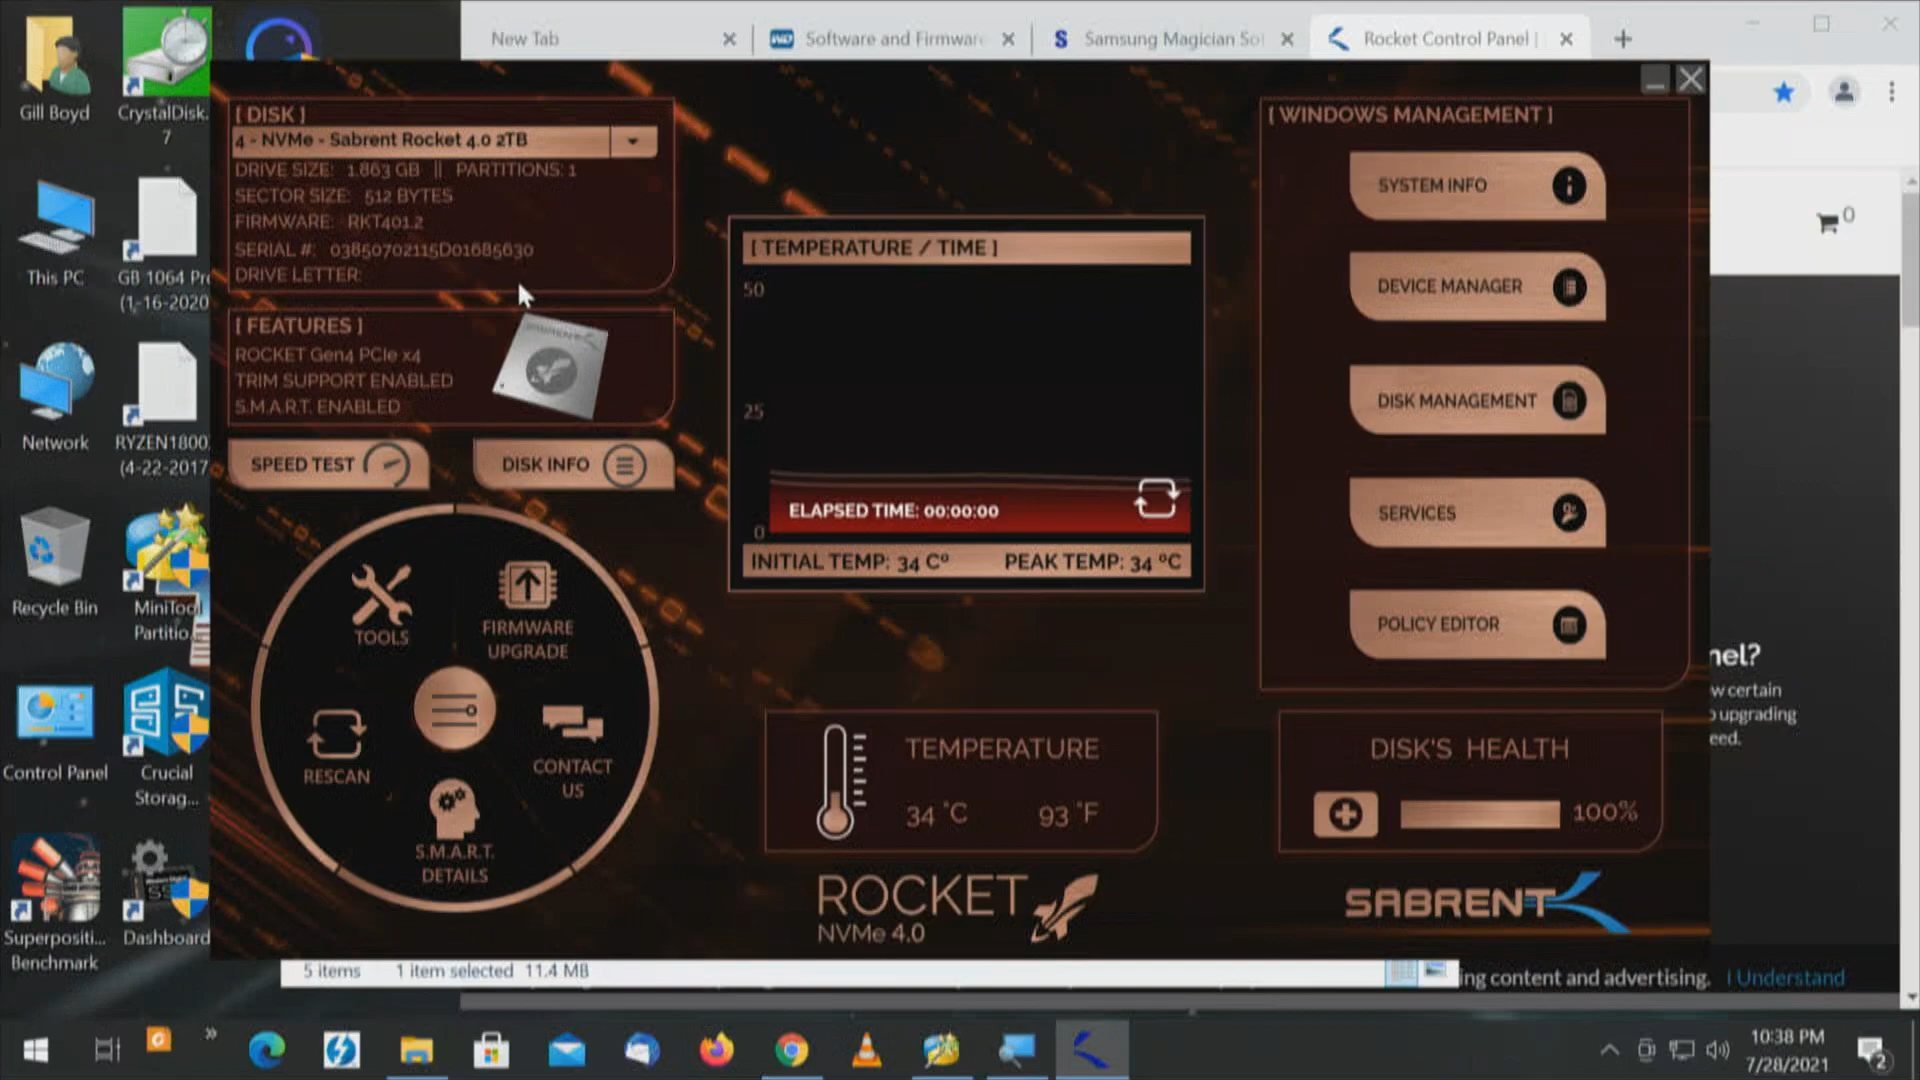 New Tab
Software and Firmware
Samsung Magician Sof
Rocket Control Panel |
Gill Boyd
CrystalDisk.
7
This PC
GB 1064 Pro
(1-16-2020
Network
RYZEN1800
(4-22-2017
Recycle Bin
MiniTool
Partitio...
Control Panel
Crucial
Storag...
Superpositi...
Benchmark
Dashboard
[ DISK ]
4 - NVMe - Sabrent Rocket 4.0 2TB
DRIVE SIZE: 1.863 GB || PARTITIONS: 1
SECTOR SIZE: 512 BYTES
FIRMWARE: RKT401.2
SERIAL #: 03850702115D01685630
DRIVE LETTER:
[ FEATURES ]
ROCKET Gen4 PCIe x4
TRIM SUPPORT ENABLED
S.M.A.R.T. ENABLED
SABRENT
SPEED TEST
DISK INFO
TOOLS
FIRMWARE
UPGRADE
RESCAN
CONTACT
US
S.M.A.R.T.
DETAILS
[ TEMPERATURE / TIME ]
50
25
0
ELAPSED TIME: 00:00:00
INITIAL TEMP: 34 Cº
PEAK TEMP: 34 ºC
TEMPERATURE
34 °C
93 °F
ROCKET
NVMe 4.0
[ WINDOWS MANAGEMENT ]
SYSTEM INFO
DEVICE MANAGER
DISK MANAGEMENT
SERVICES
POLICY EDITOR
DISK'S HEALTH
100%
SABRENT
0
nel?
w certain
o upgrading
eed.
5 items
1 item selected 11.4 MB
ing content and advertising.
I Understand
10:38 PM
7/28/2021
2